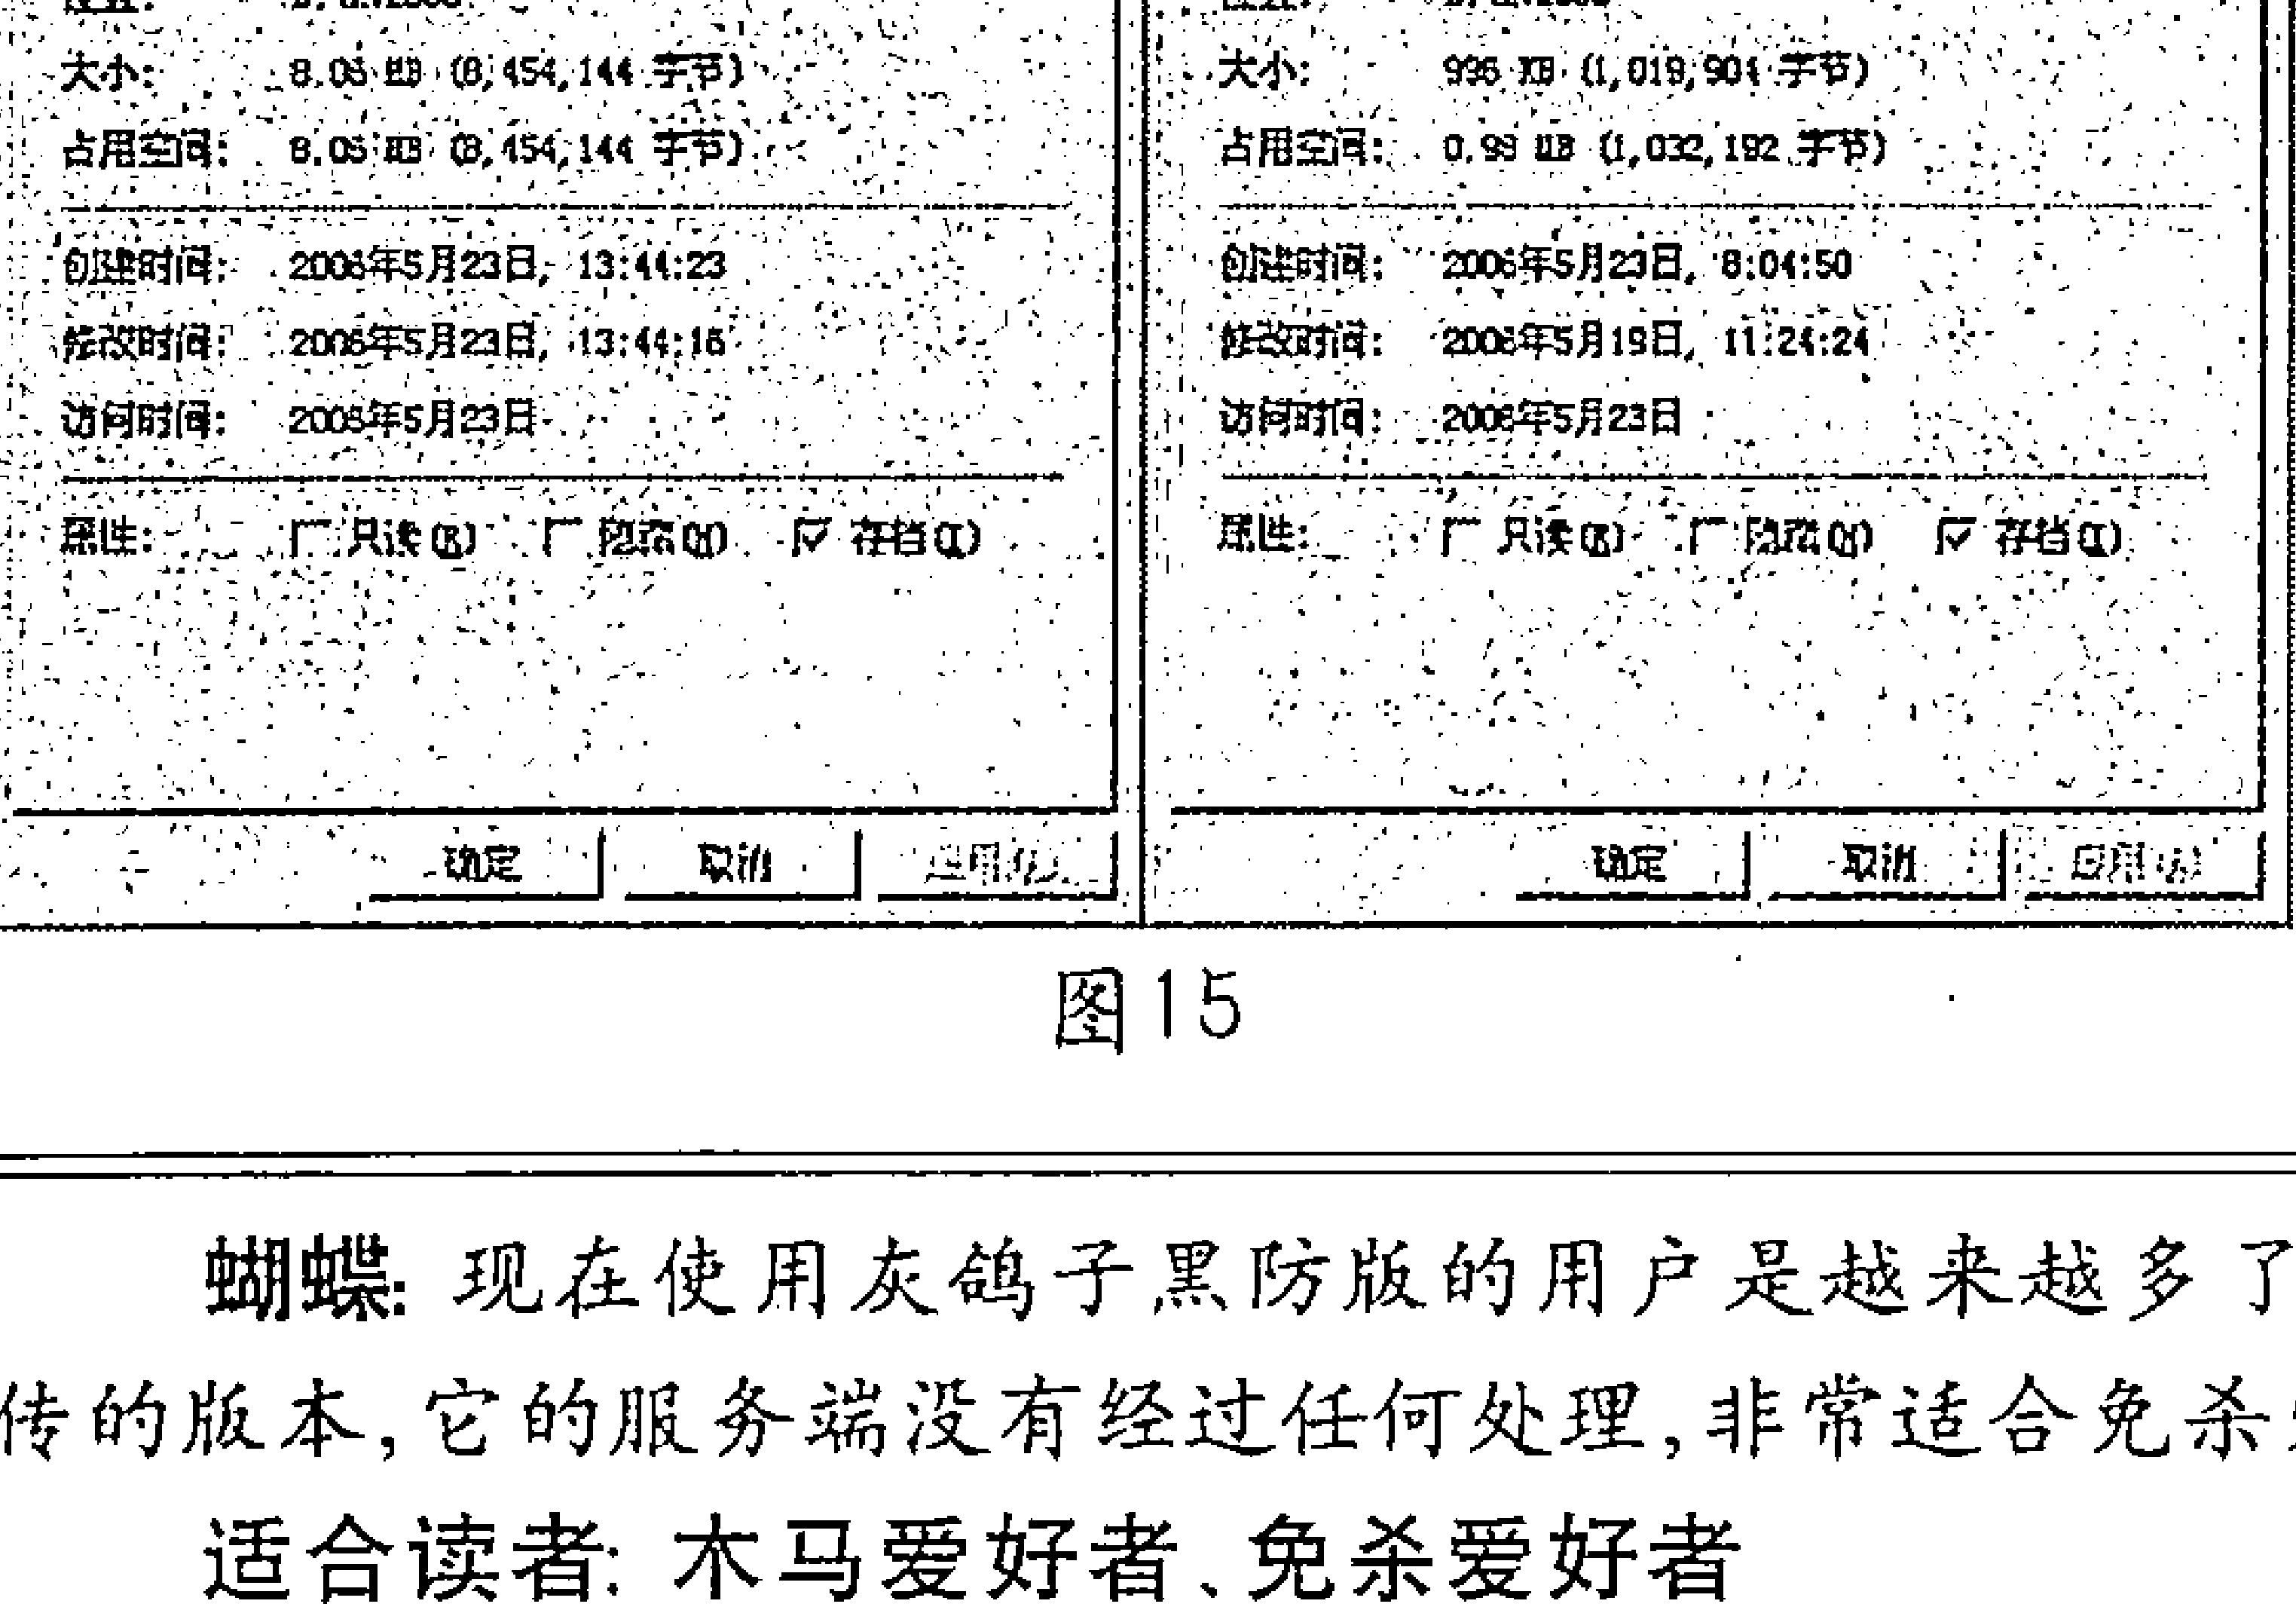 大小： 8.06 MB (8,454,144 字节)
占用空间： 8.06 MB (8,454,144 字节)
创建时间： 2006年5月23日, 13:44:23
修改时间： 2006年5月23日, 13:44:16
访问时间： 2006年5月23日
属性： 只读(R) 隐藏(H) 存档(I)
确定 取消 应用(A)
大小： 996 KB (1,019,904 字节)
占用空间： 0.98 MB (1,032,192 字节)
创建时间： 2006年5月23日, 8:04:50
修改时间： 2006年5月19日, 11:24:24
访问时间： 2006年5月23日
属性： 只读(R) 隐藏(H) 存档(I)
确定 取消 应用(A)
图15
蝴蝶: 现在使用灰鸽子黑防版的用户是越来越多了
传的版本,它的服务端没有经过任何处理,非常适合免杀
适合读者: 木马爱好者、免杀爱好者